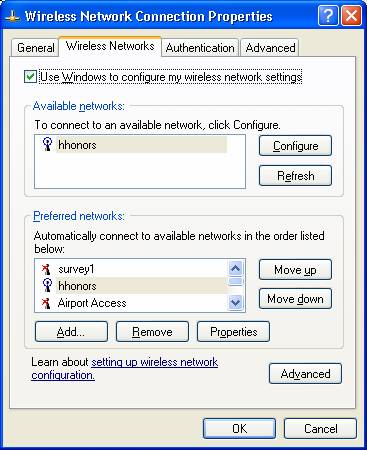 Wireless Network Connection Properties
General
Wireless Networks
Authentication
Advanced
Use Windows to configure my wireless network settings
Available networks:
To connect to an available network, click Configure.
hhonors
Configure
Refresh
Preferred networks:
Automatically connect to available networks in the order listed
below:
survey1
hhonors
Airport Access
Move up
Move down
Add...
Remove
Properties
Learn about setting up wireless network
configuration.
Advanced
OK
Cancel